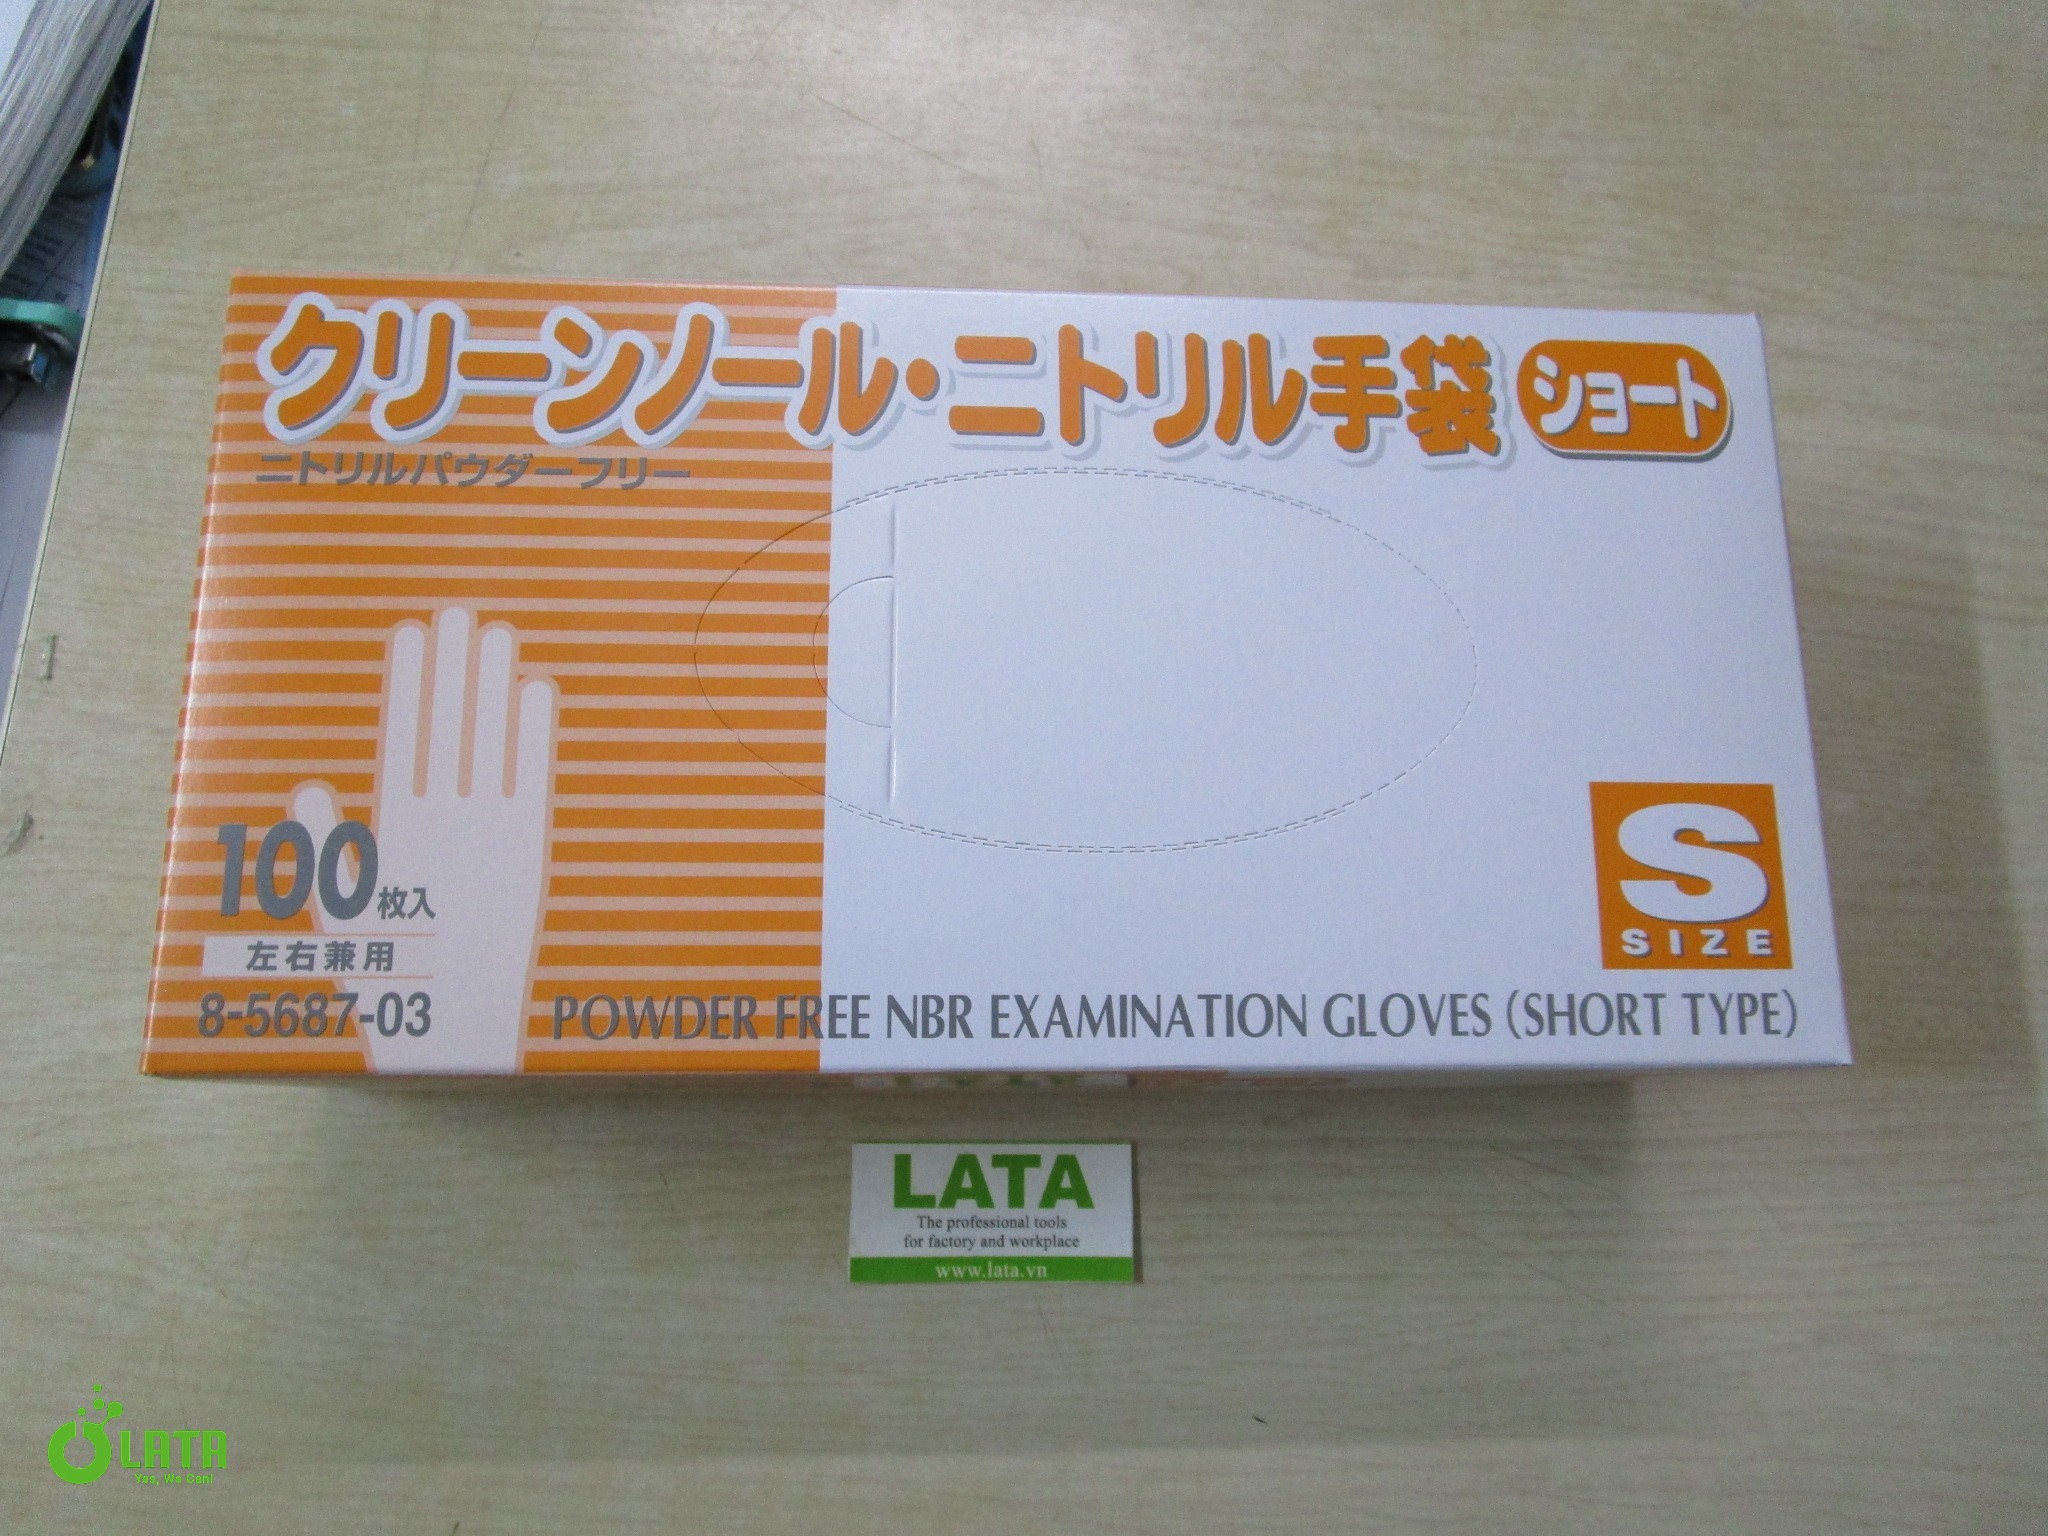 クリーンノール・ニトリル手袋 ショート
ニトリルパウダーフリー
100枚入
左右兼用
8-5687-03
S
SIZE
POWDER FREE NBR EXAMINATION GLOVES (SHORT TYPE)
LATA
The professional tools
for factory and workplace
www.lata.vn
LATA
Yes, We Can!